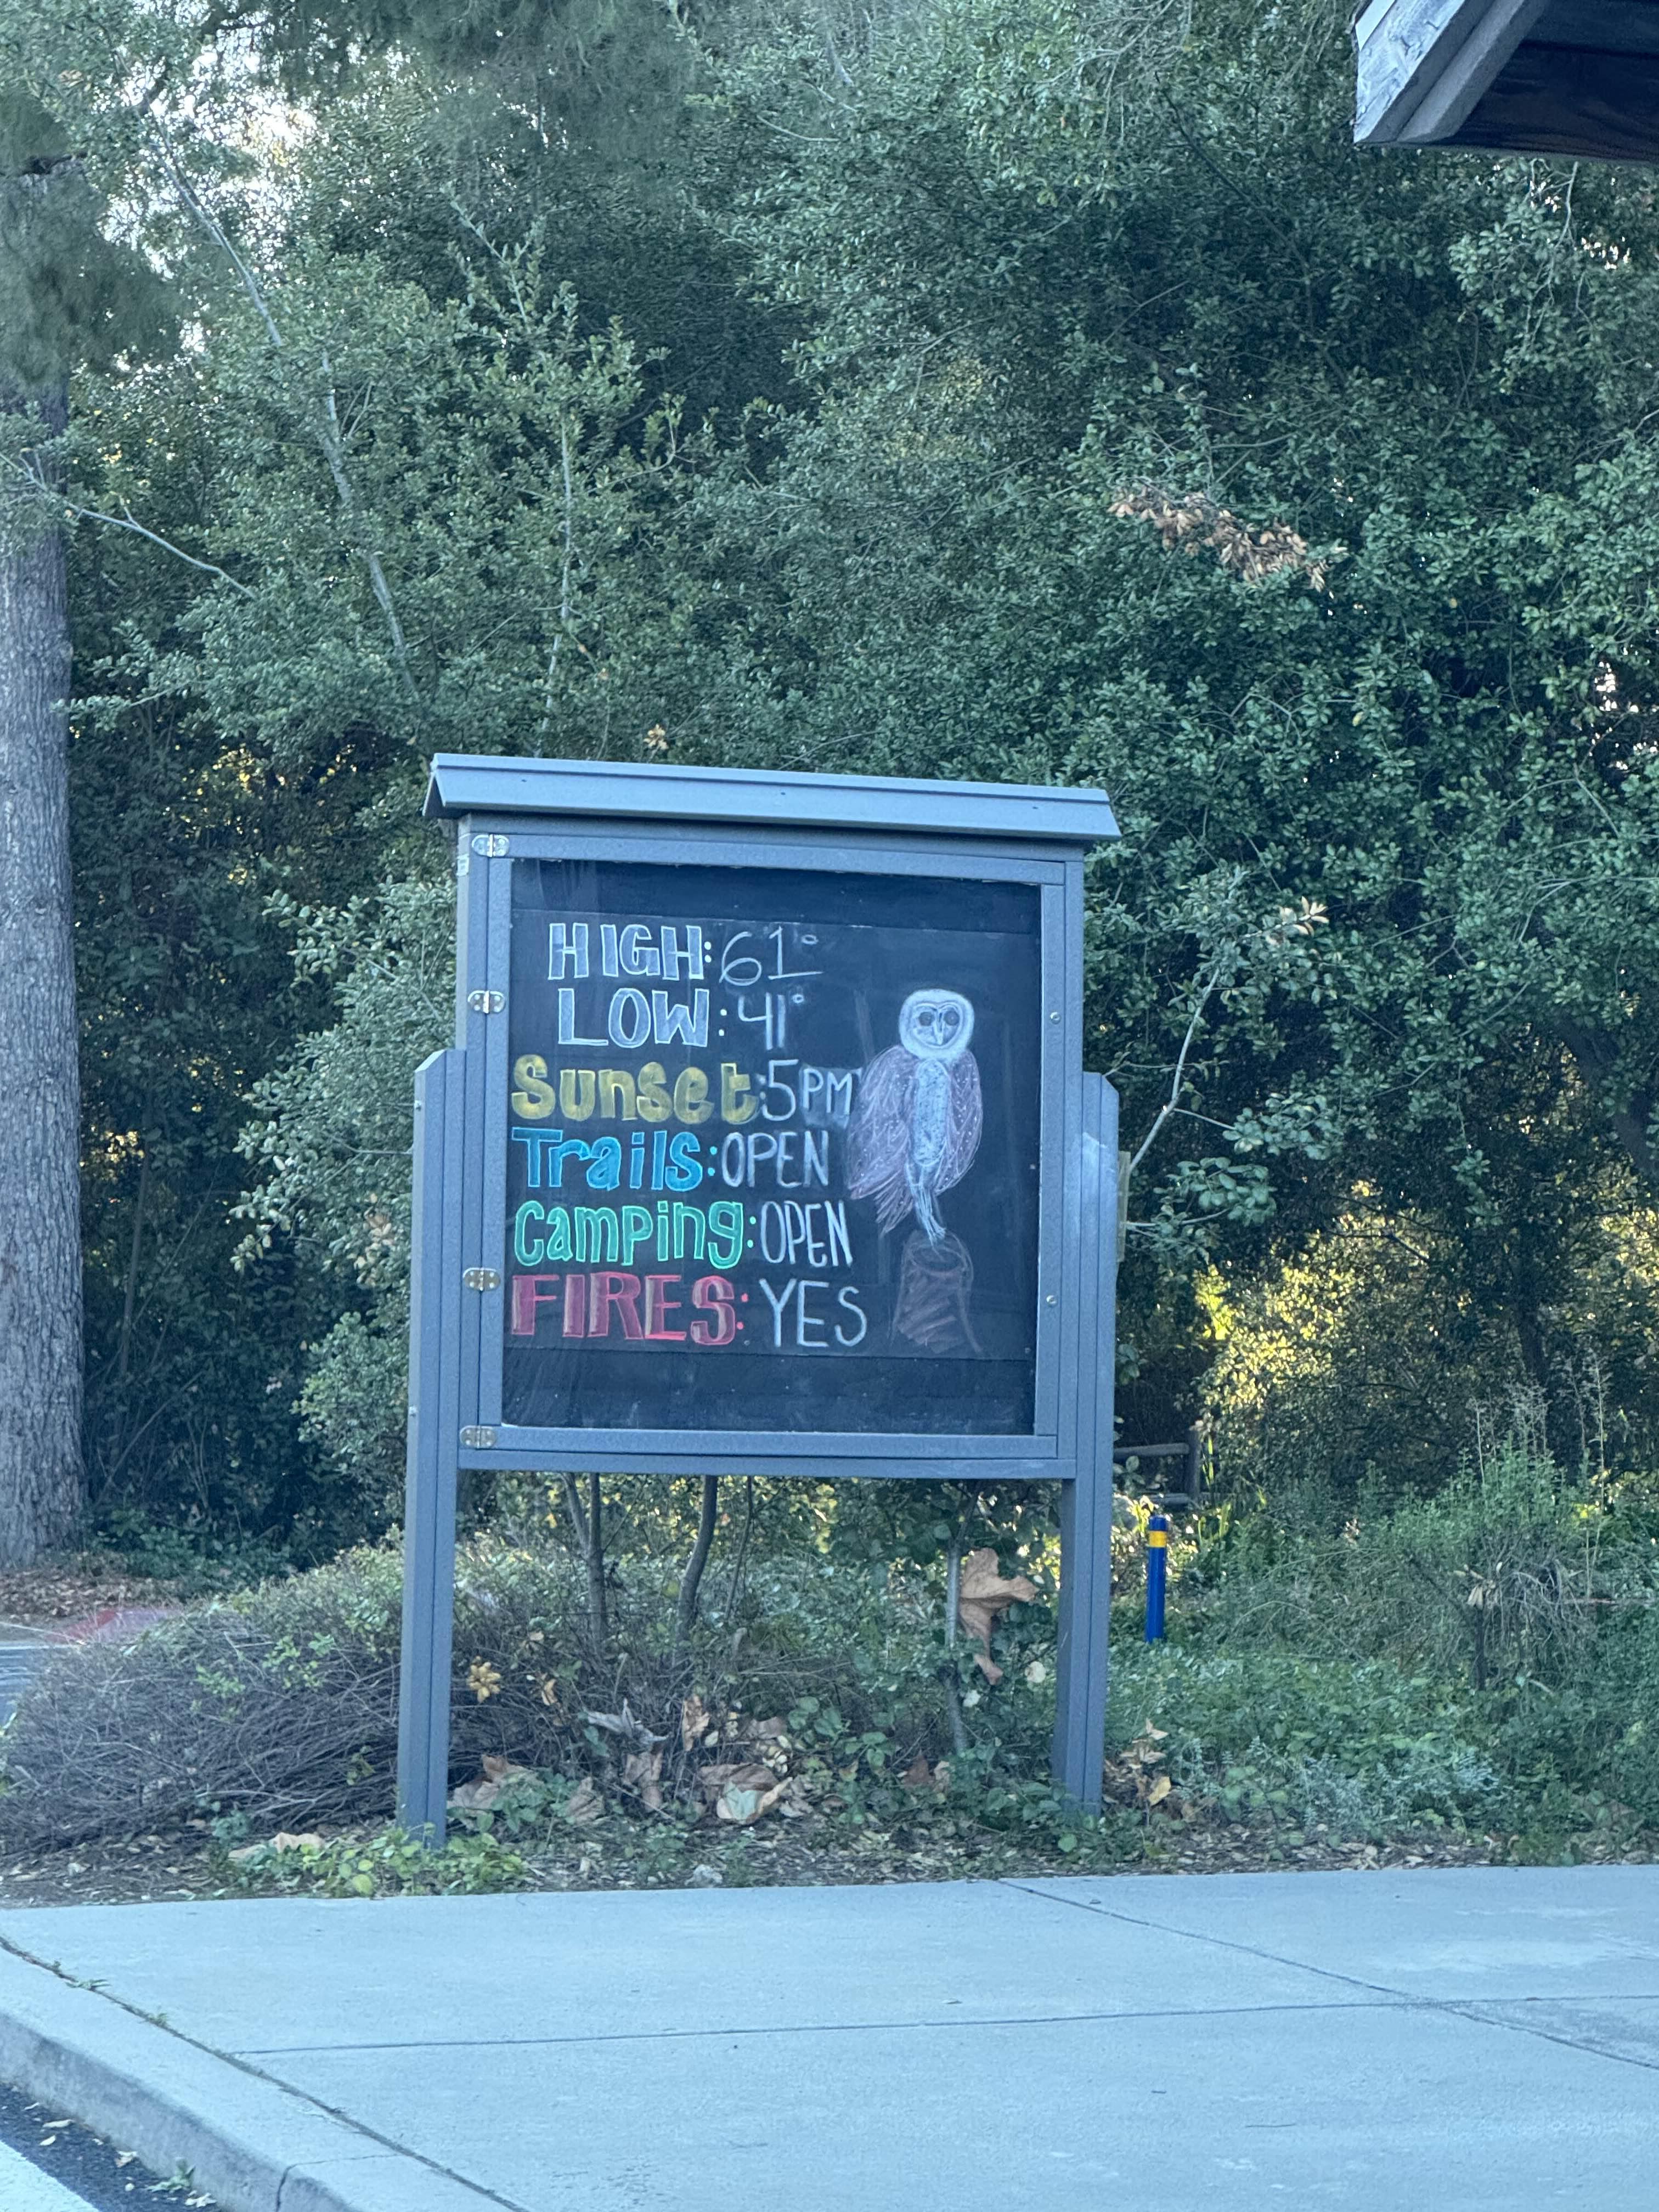 HIGH: 61°
LOW: 41°
Sunset: 5PM
Trails: OPEN
Camping: OPEN
FIRES: YES